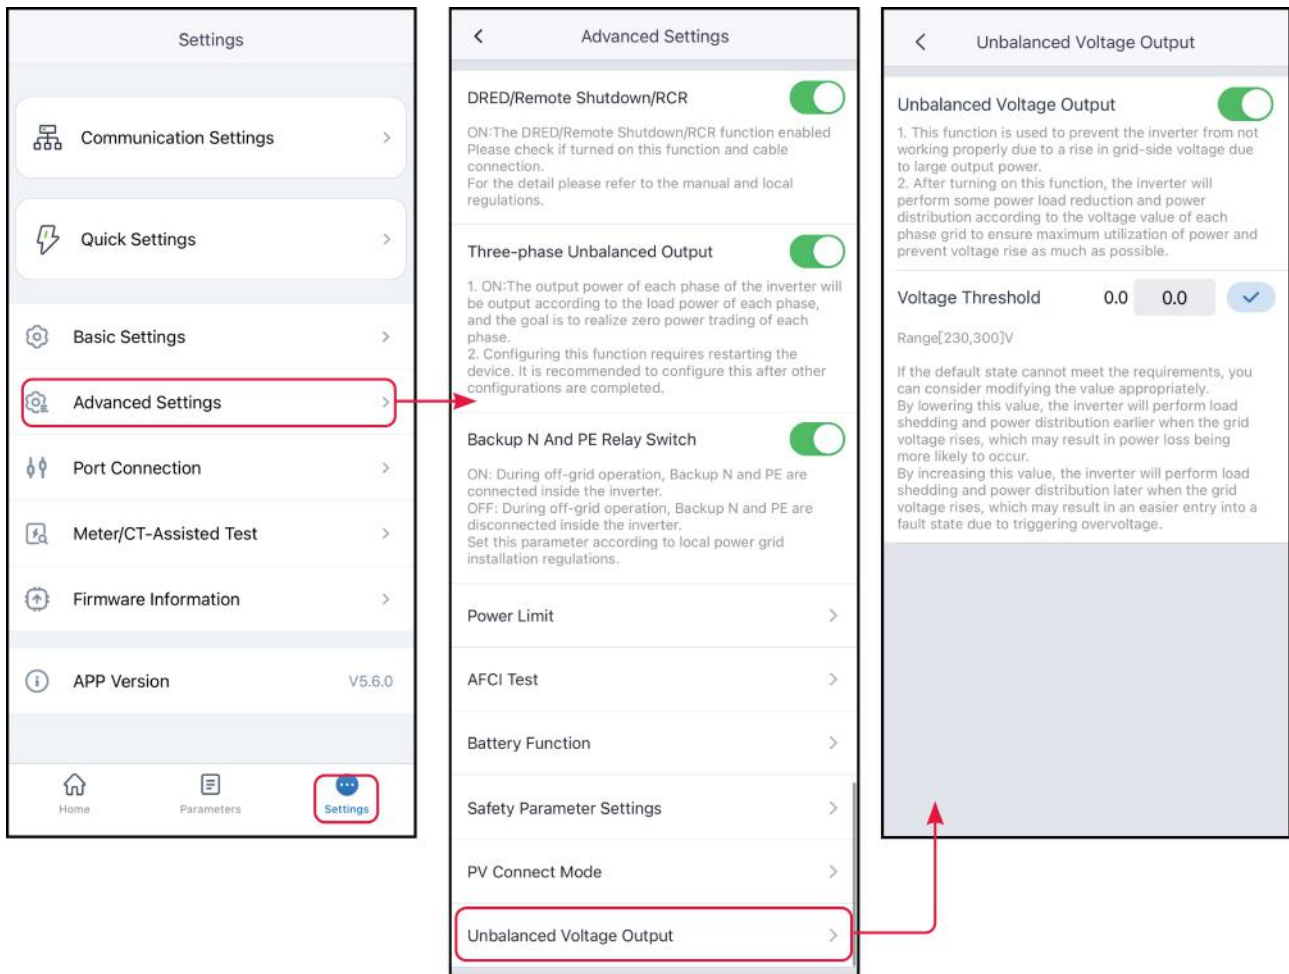 Settings
Communication Settings
Quick Settings
Basic Settings
Advanced Settings
Port Connection
Meter/CT-Assisted Test
Firmware Information
APP Version V5.6.0
Home Parameters Settings
Advanced Settings
DRED/Remote Shutdown/RCR
ON:The DRED/Remote Shutdown/RCR function enabled
Please check if turned on this function and cable
connection.
For the detail please refer to the manual and local
regulations.
Three-phase Unbalanced Output
1. ON:The output power of each phase of the inverter will
be output according to the load power of each phase,
and the goal is to realize zero power trading of each
phase.
2. Configuring this function requires restarting the
device. It is recommended to configure this after other
configurations are completed.
Backup N And PE Relay Switch
ON: During off-grid operation, Backup N and PE are
connected inside the inverter.
OFF: During off-grid operation, Backup N and PE are
disconnected inside the inverter.
Set this parameter according to local power grid
installation regulations.
Power Limit
AFCI Test
Battery Function
Safety Parameter Settings
PV Connect Mode
Unbalanced Voltage Output
Unbalanced Voltage Output
Unbalanced Voltage Output
1. This function is used to prevent the inverter from not
working properly due to a rise in grid-side voltage due
to large output power.
2. After turning on this function, the inverter will
perform some power load reduction and power
distribution according to the voltage value of each
phase grid to ensure maximum utilization of power and
prevent voltage rise as much as possible.
Voltage Threshold 0.0 0.0
Range[230,300]V
If the default state cannot meet the requirements, you
can consider modifying the value appropriately.
By lowering this value, the inverter will perform load
shedding and power distribution earlier when the grid
voltage rises, which may result in power loss being
more likely to occur.
By increasing this value, the inverter will perform load
shedding and power distribution later when the grid
voltage rises, which may result in an easier entry into a
fault state due to triggering overvoltage.